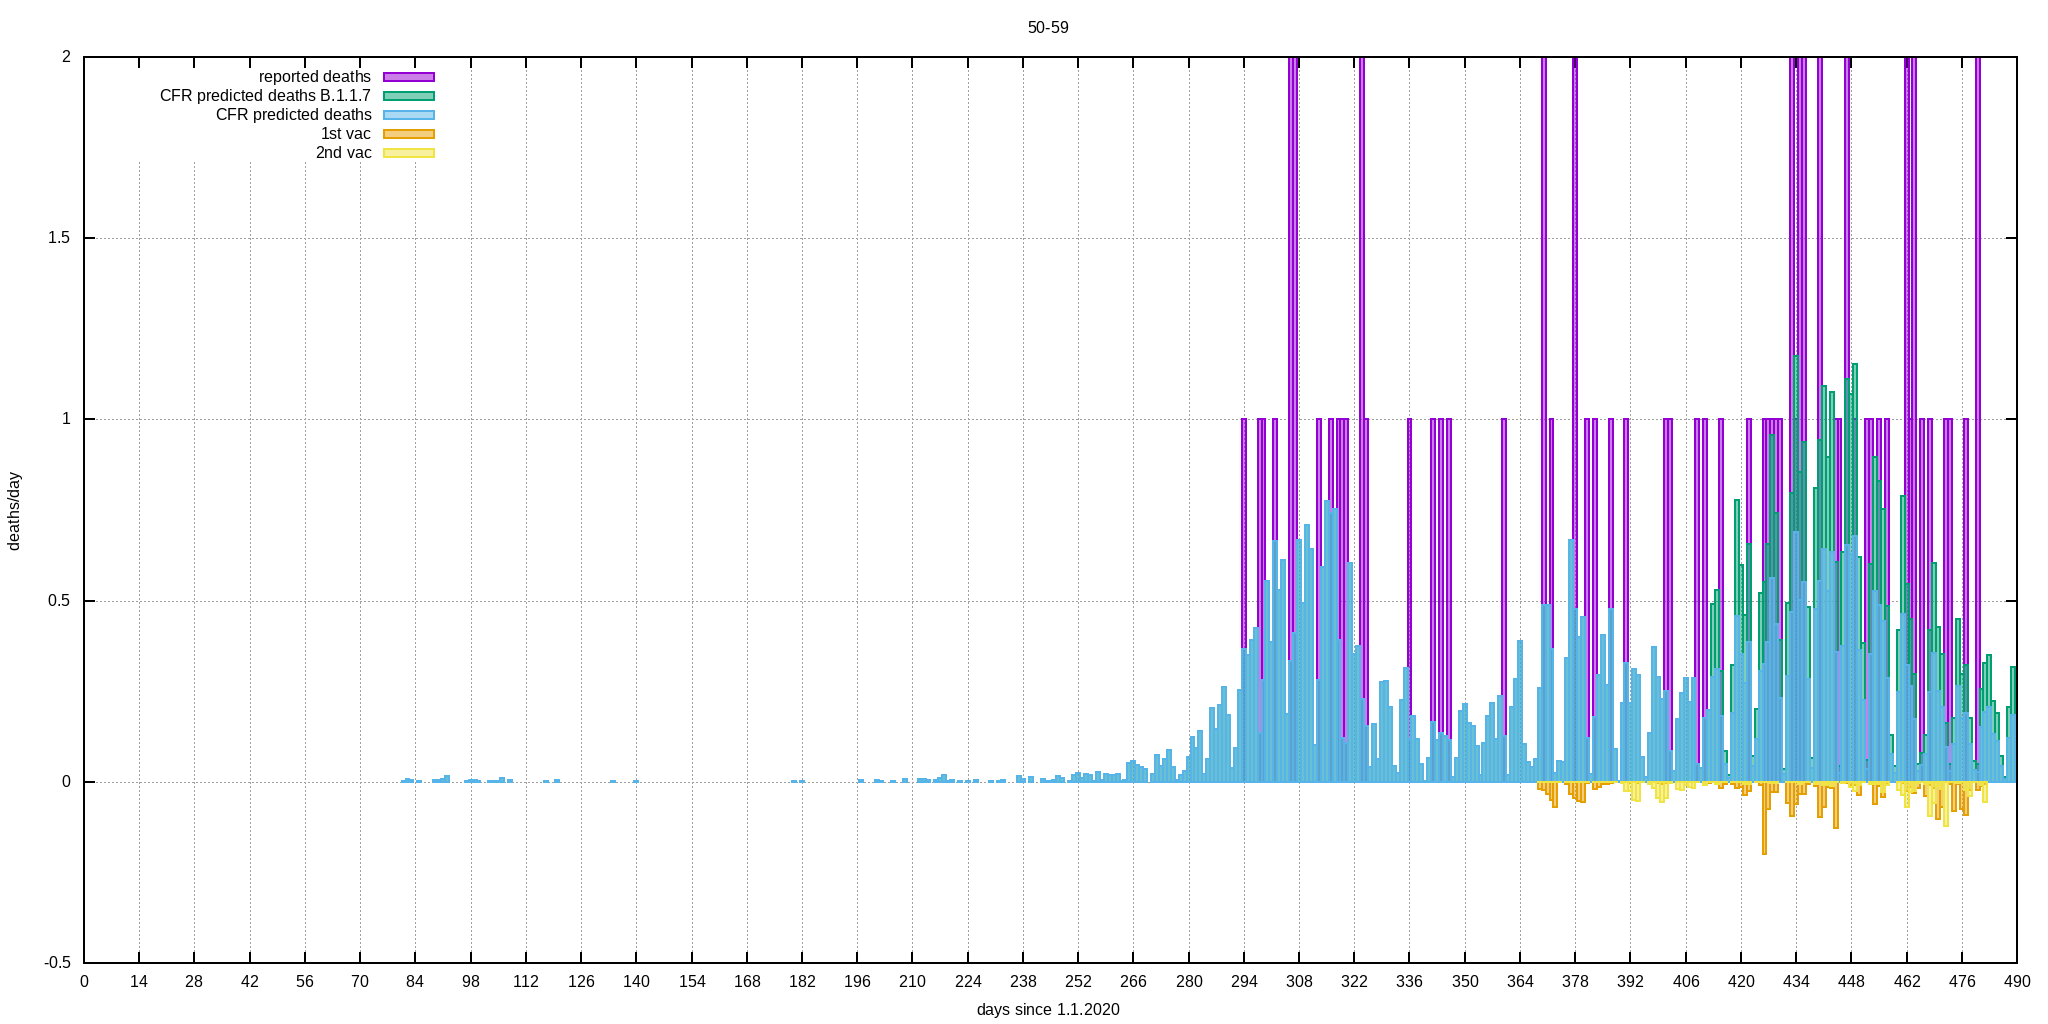 50-59
reported deaths
CFR predicted deaths B.1.1.7
CFR predicted deaths
1st vac
2nd vac
2
1.5
1
0.5
0
-0.5
deaths/day
0 14 28 42 56 70 84 98 112 126 140 154 168 182 196 210 224 238 252 266 280 294 308 322 336 350 364 378 392 406 420 434 448 462 476 490
days since 1.1.2020